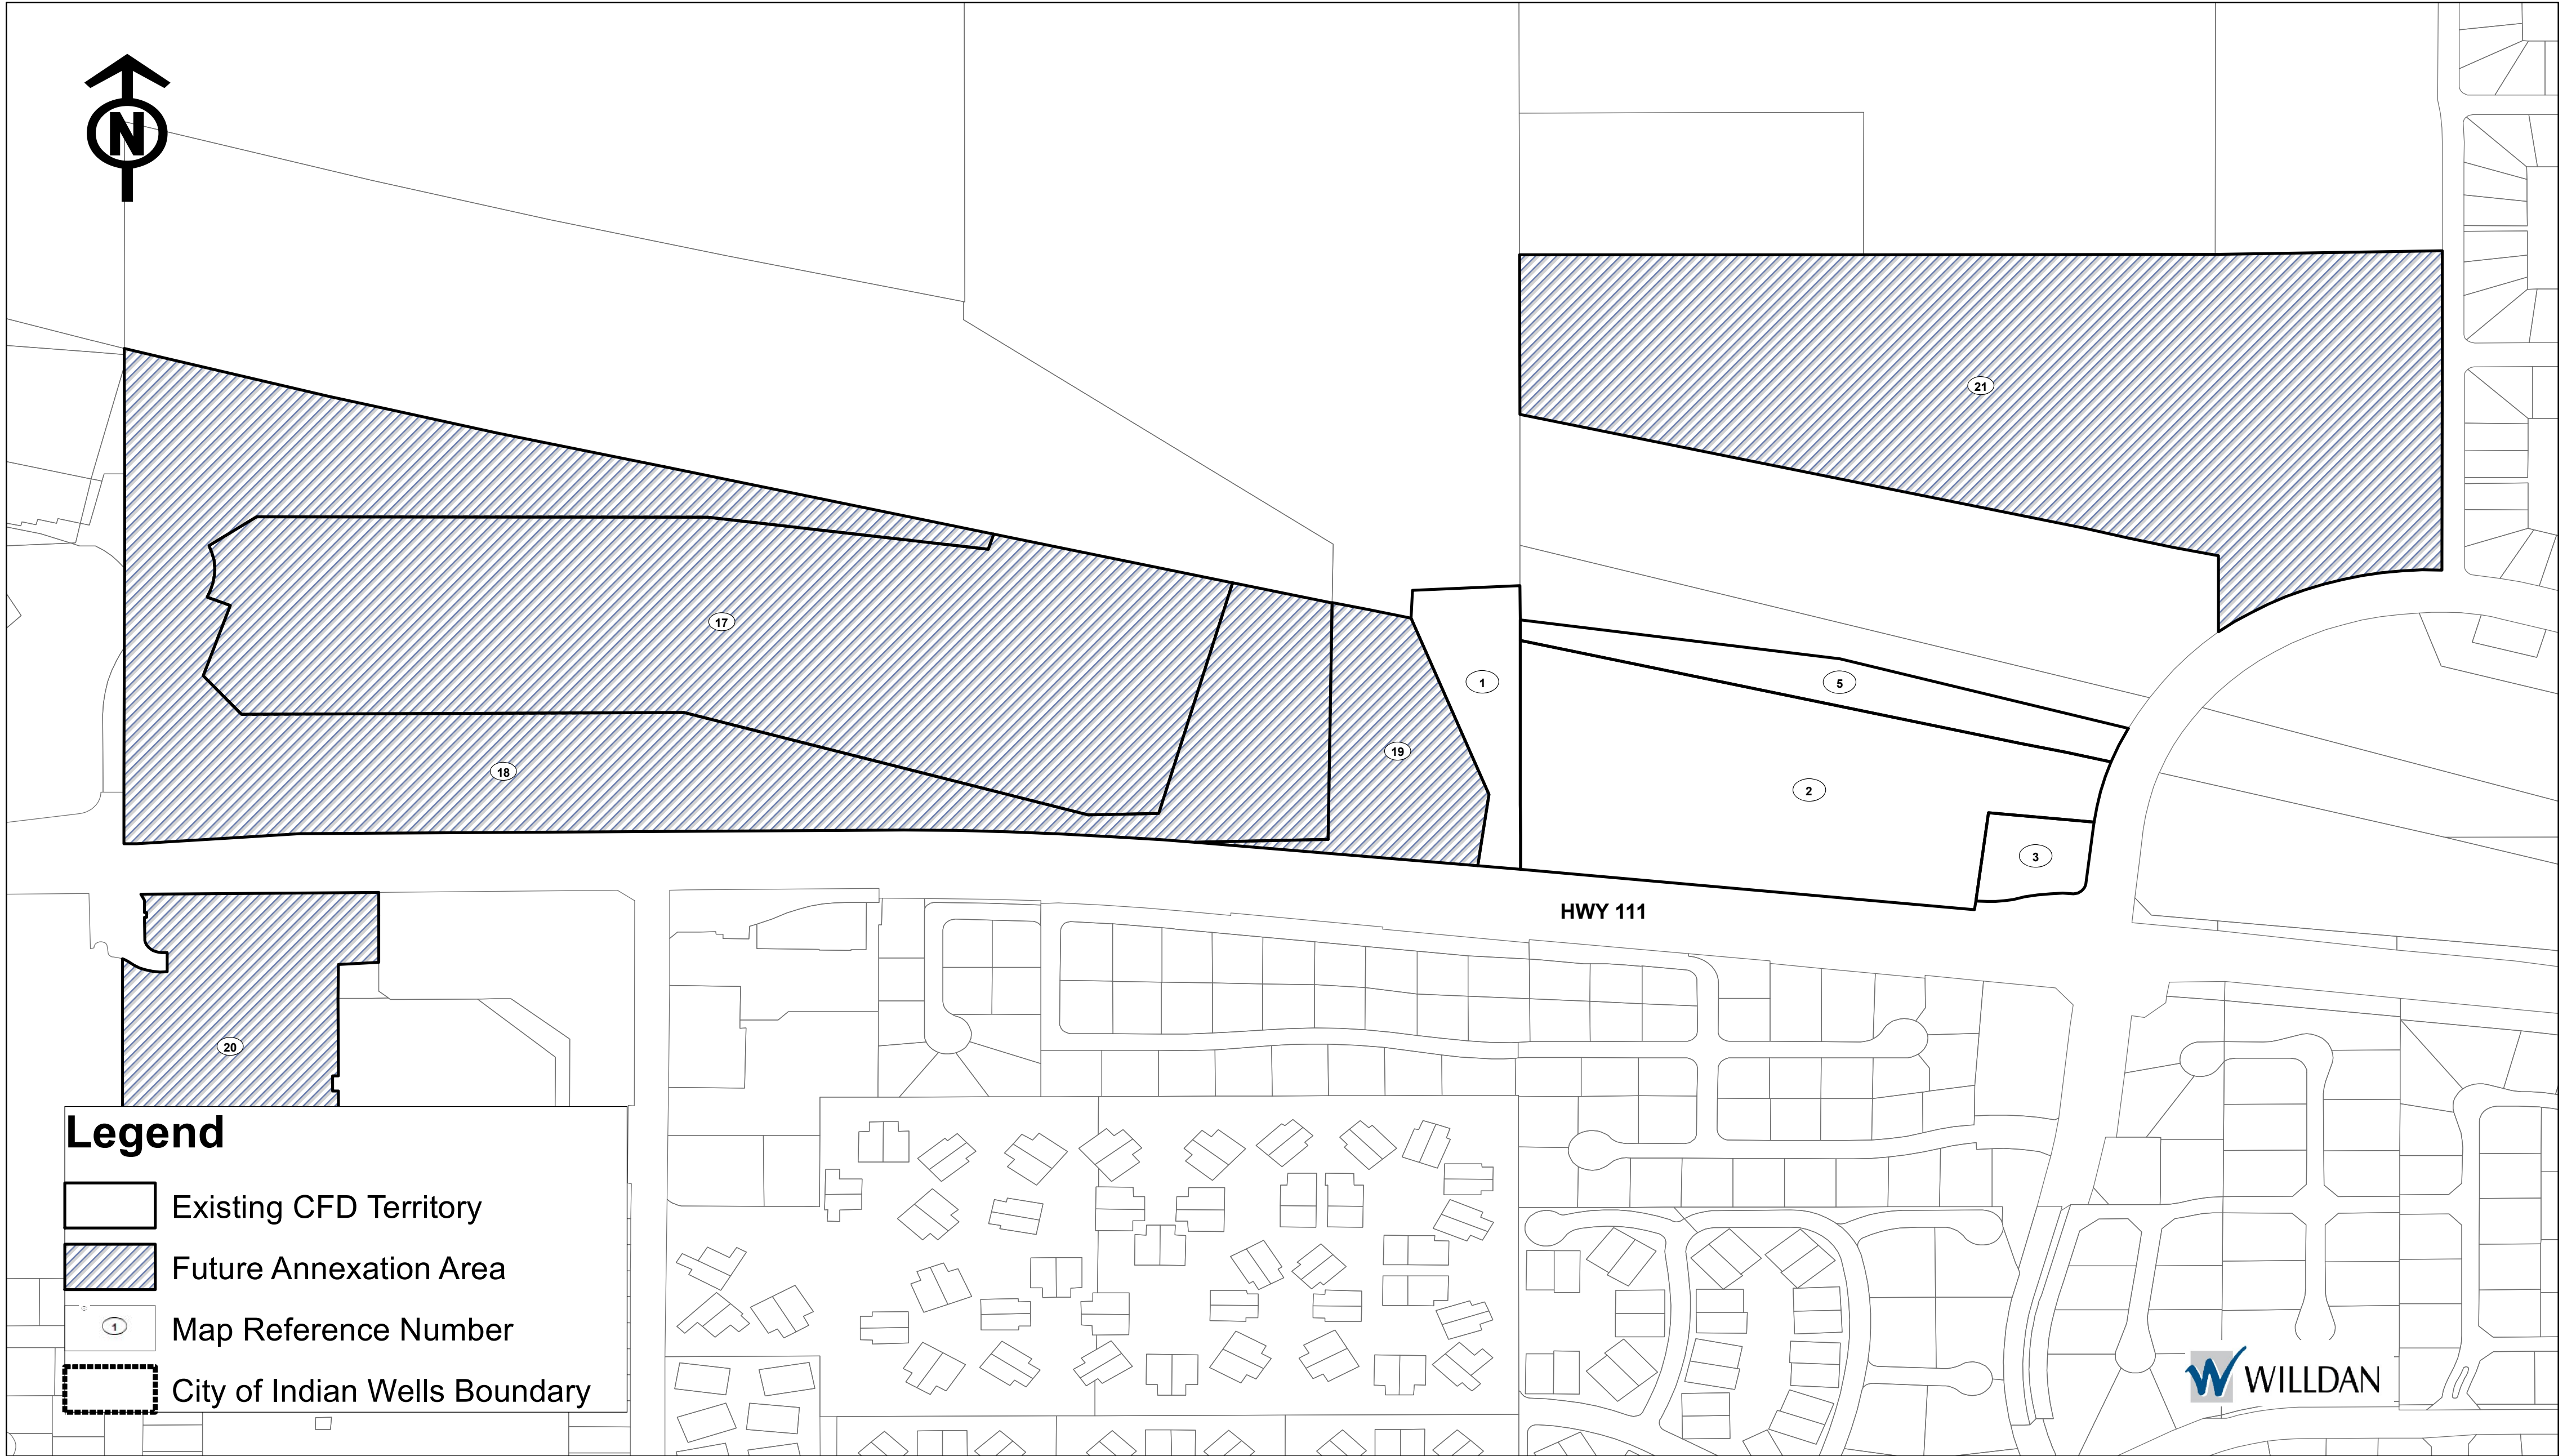 N
21
17
1
5
19
18
2
3
HWY 111
20
Legend
Existing CFD Territory
Future Annexation Area
1 Map Reference Number
City of Indian Wells Boundary
WILLDAN